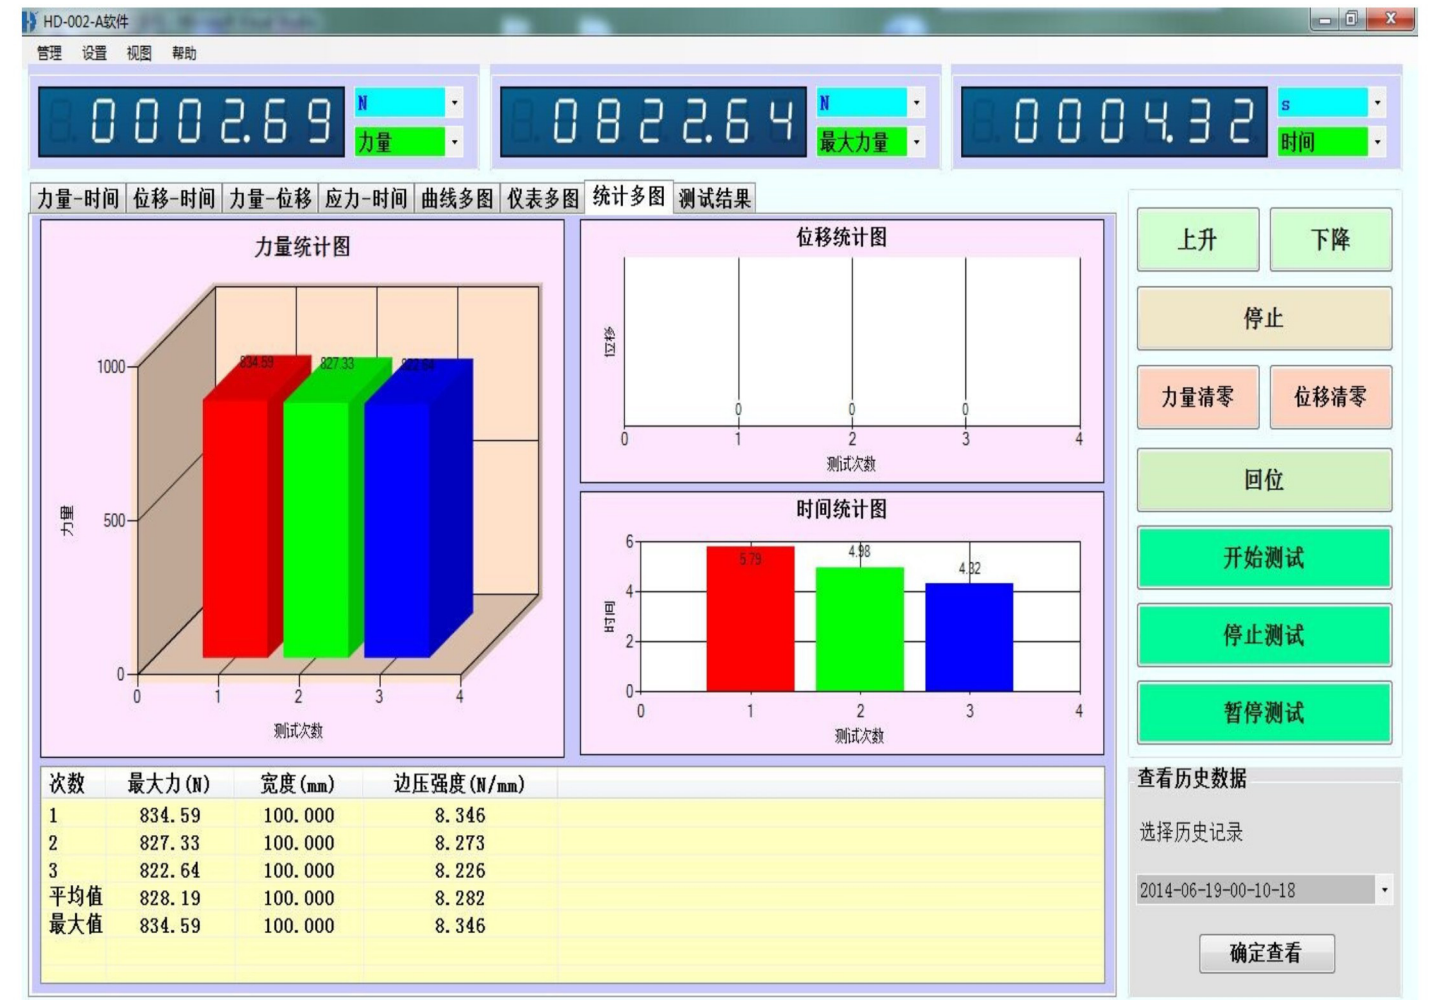 HD-002-A软件
管理 设置 视图 帮助
0002.69 N
力量
0822.64 N
最大力量
0004.32 s
时间
力量-时间 位移-时间 力量-位移 应力-时间 曲线多图 仪表多图 统计多图 测试结果
力量统计图
834.59 827.33 822.64
1000
500
0
力量
0 1 2 3 4
测试次数
位移统计图
位移
0 0 0
0 1 2 3 4
测试次数
时间统计图
6
4
2
0
时间
5.79 4.98 4.32
0 1 2 3 4
测试次数
上升 下降
停止
力量清零 位移清零
回位
开始测试
停止测试
暂停测试
次数 最大力(N) 宽度(mm) 边压强度(N/mm)
1 834.59 100.000 8.346
2 827.33 100.000 8.273
3 822.64 100.000 8.226
平均值 828.19 100.000 8.282
最大值 834.59 100.000 8.346
查看历史数据
选择历史记录
2014-06-19-00-10-18
确定查看